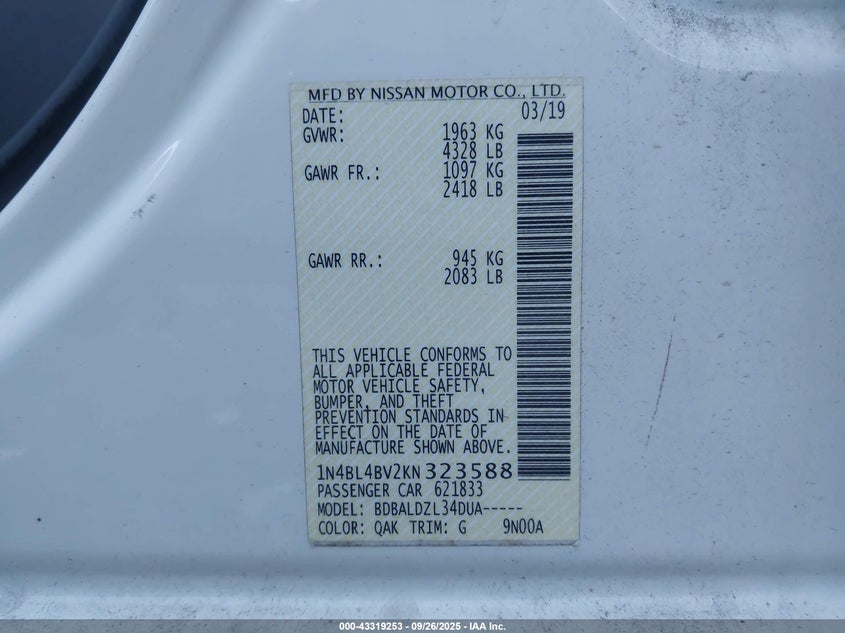 MFD BY NISSAN MOTOR CO., LTD.
DATE: 03/19
GVWR: 1963 KG
4328 LB
GAWR FR.: 1097 KG
2418 LB
GAWR RR.: 945 KG
2083 LB
THIS VEHICLE CONFORMS TO
ALL APPLICABLE FEDERAL
MOTOR VEHICLE SAFETY,
BUMPER, AND THEFT
PREVENTION STANDARDS IN
EFFECT ON THE DATE OF
MANUFACTURE SHOWN ABOVE.
1N4BL4BV2KN323588
PASSENGER CAR 621833
MODEL: BDBALDZL34DUA-----
COLOR: QAK TRIM: G 9N00A
000-43319253 - 09/26/2025 - IAA Inc.